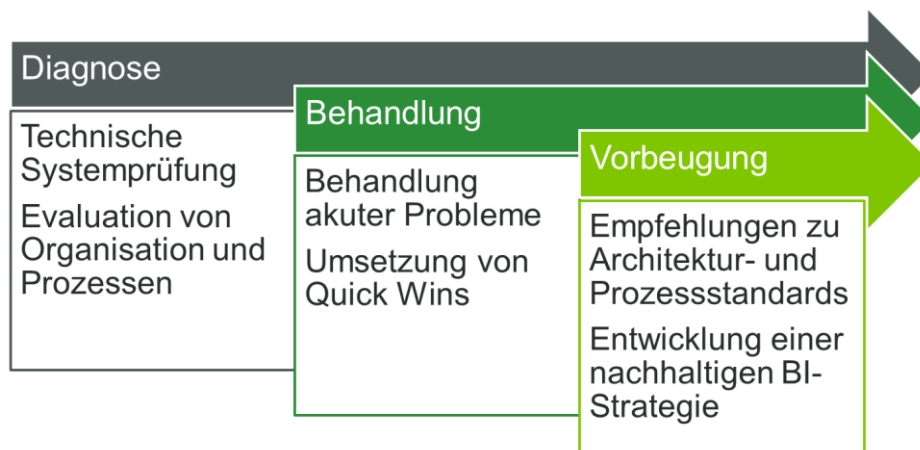 Diagnose
Technische
Systemprüfung
Evaluation von
Organisation und
Prozessen
Behandlung
Behandlung
akuter Probleme
Umsetzung von
Quick Wins
Vorbeugung
Empfehlungen zu
Architektur- und
Prozessstandards
Entwicklung einer
nachhaltigen BI-
Strategie